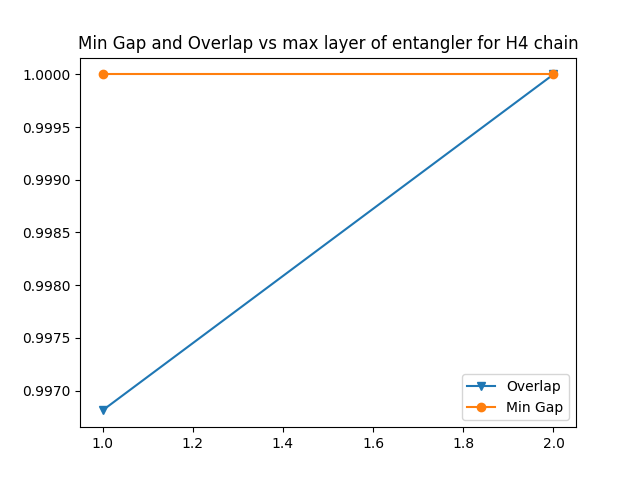 Min Gap and Overlap vs max layer of entangler for H4 chain
1.0000
0.9995
0.9990
0.9985
0.9980
0.9975
0.9970
Overlap
Min Gap
1.0 1.2 1.4 1.6 1.8 2.0